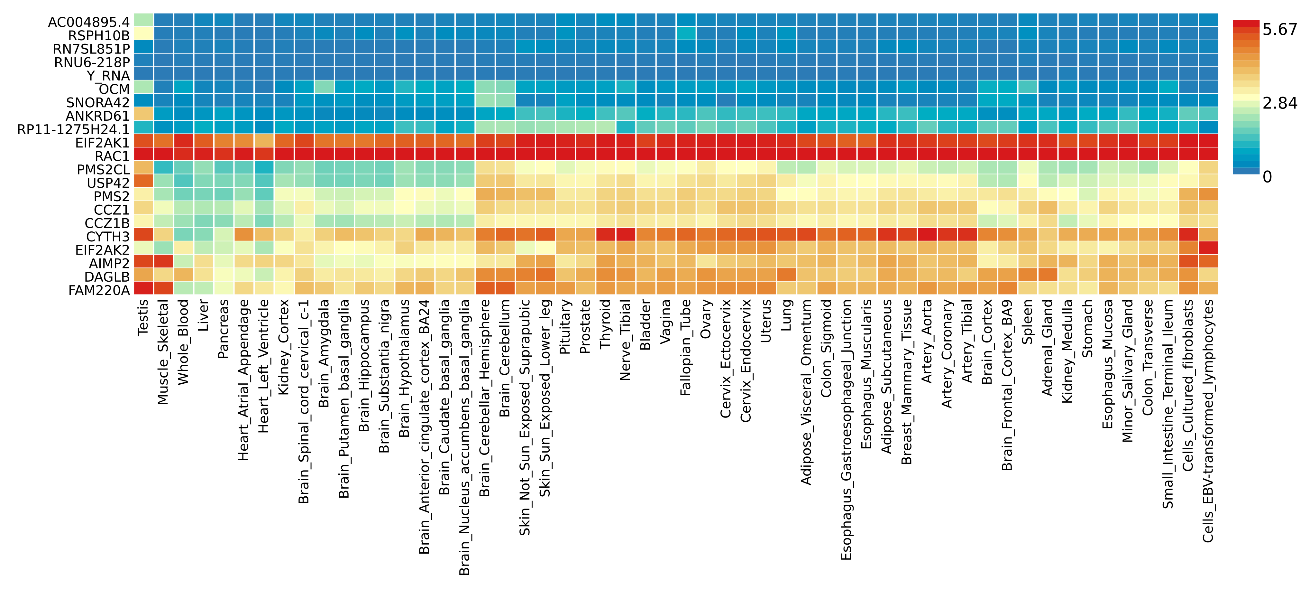 AC004895.4
RSPH10B
RN7SL851P
RNU6-218P
Y_RNA
OCM
SNORA42
ANKRD61
RP11-1275H24.1
EIF2AK1
RAC1
PMS2CL
USP42
PMS2
CCZ1
CCZ1B
CYTH3
EIF2AK2
AIMP2
DAGLB
FAM220A
5.67
2.84
0
Testis
Muscle_Skeletal
Whole_Blood
Liver
Pancreas
Heart_Atrial_Appendage
Heart_Left_Ventricle
Kidney_Cortex
Brain_Spinal_cord_cervical_c-1
Brain_Amygdala
Brain_Putamen_basal_ganglia
Brain_Hippocampus
Brain_Substantia_nigra
Brain_Hypothalamus
Brain_Anterior_cingulate_cortex_BA24
Brain_Caudate_basal_ganglia
Brain_Nucleus_accumbens_basal_ganglia
Brain_Cerebellar_Hemisphere
Brain_Cerebellum
Skin_Not_Sun_Exposed_Suprapubic
Skin_Sun_Exposed_Lower_leg
Pituitary
Prostate
Thyroid
Nerve_Tibial
Bladder
Vagina
Fallopian_Tube
Ovary
Cervix_Ectocervix
Cervix_Endocervix
Uterus
Lung
Adipose_Visceral_Omentum
Colon_Sigmoid
Esophagus_Gastroesophageal_Junction
Esophagus_Muscularis
Adipose_Subcutaneous
Breast_Mammary_Tissue
Artery_Aorta
Artery_Coronary
Artery_Tibial
Brain_Cortex
Brain_Frontal_Cortex_BA9
Spleen
Adrenal_Gland
Kidney_Medulla
Stomach
Esophagus_Mucosa
Minor_Salivary_Gland
Colon_Transverse
Small_Intestine_Terminal_Ileum
Cells_Cultured_fibroblasts
Cells_EBV-transformed_lymphocytes